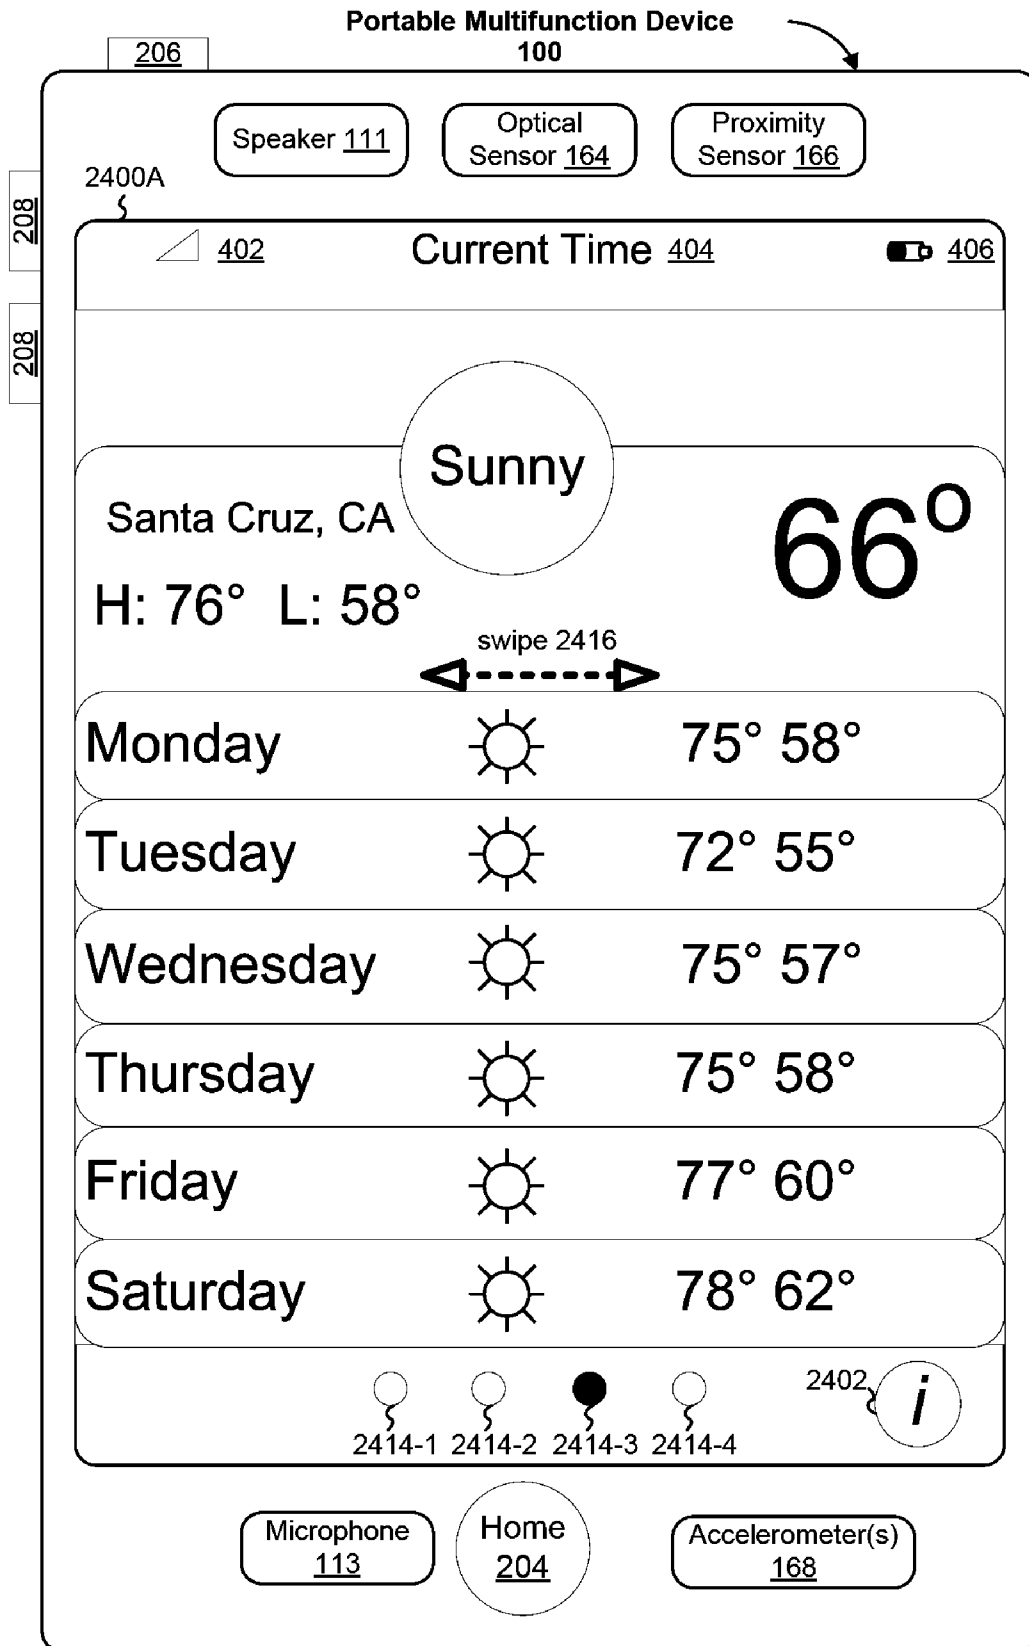 Portable Multifunction Device
100
206
Speaker 111
Optical
Sensor 164
Proximity
Sensor 166
2400A
208
208
402
Current Time 404
406
Sunny
Santa Cruz, CA
66°
H: 76° L: 58°
swipe 2416
Monday 75° 58°
Tuesday 72° 55°
Wednesday 75° 57°
Thursday 75° 58°
Friday 77° 60°
Saturday 78° 62°
2402
i
2414-1 2414-2 2414-3 2414-4
Microphone
113
Home
204
Accelerometer(s)
168